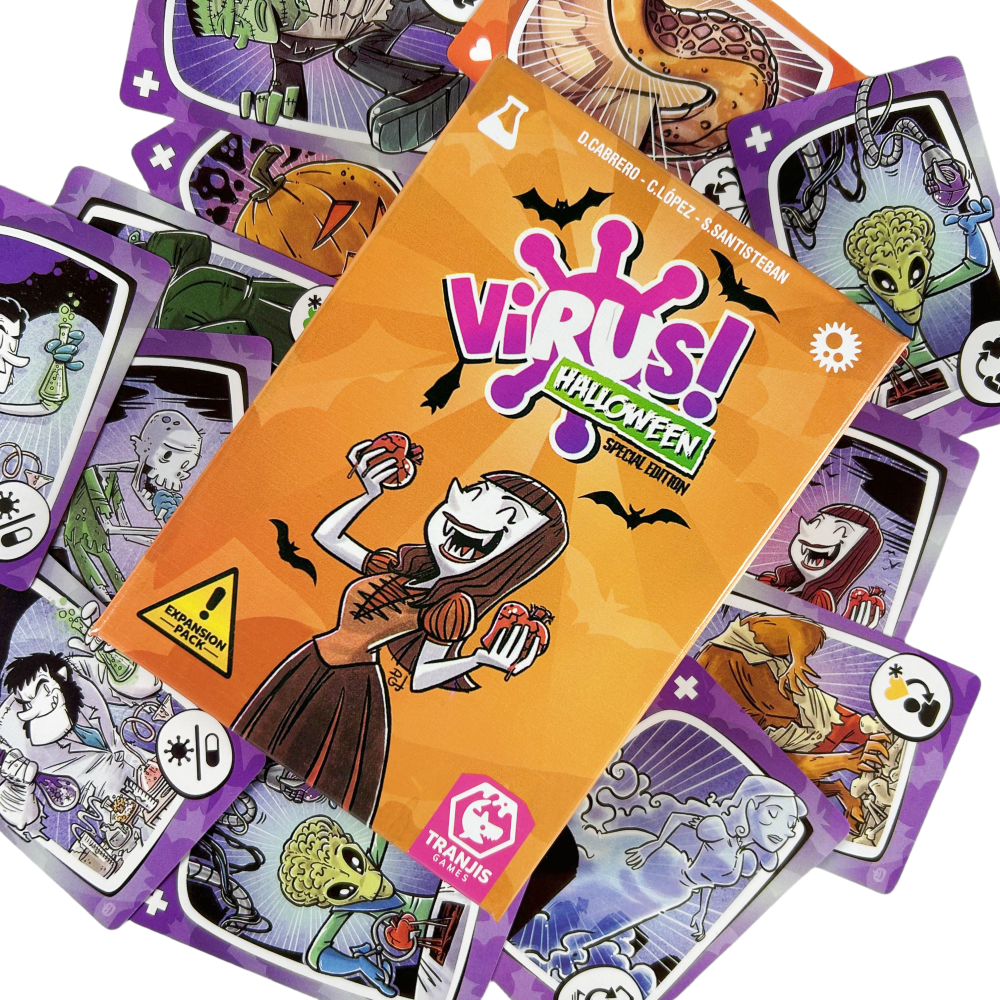 D.CABRERO - C.LÓPEZ - S.SANTISTEBAN
ViRUS!
HALLOWEEN
SPECIAL EDITION
EXPANSION
PACK
TRANJIS
GAMES